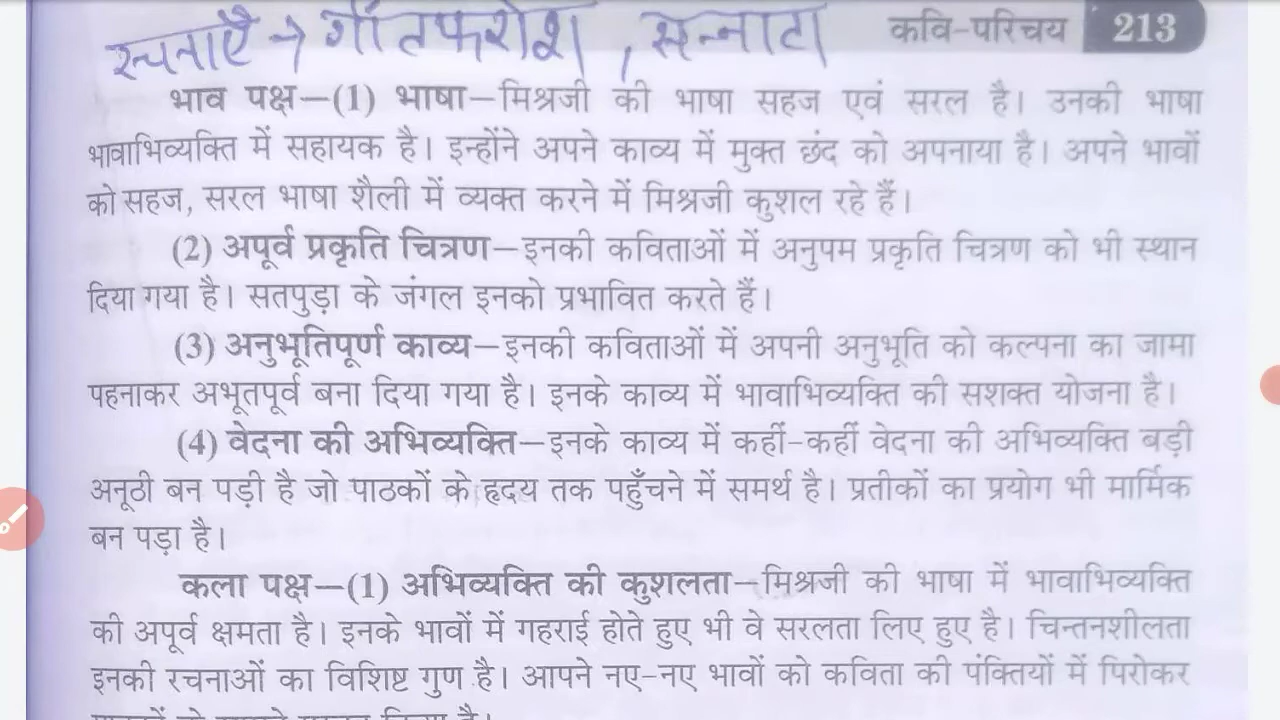 रचनाएँ → गीतफरोश, सन्नाटा
कवि-परिचय 213
भाव पक्ष—(1) भाषा—मिश्रजी की भाषा सहज एवं सरल है। उनकी भाषा
भावाभिव्यक्ति में सहायक है। इन्होंने अपने काव्य में मुक्त छंद को अपनाया है। अपने भावों
को सहज, सरल भाषा शैली में व्यक्त करने में मिश्रजी कुशल रहे हैं।
(2) अपूर्व प्रकृति चित्रण—इनकी कविताओं में अनुपम प्रकृति चित्रण को भी स्थान
दिया गया है। सतपुड़ा के जंगल इनको प्रभावित करते हैं।
(3) अनुभूतिपूर्ण काव्य—इनकी कविताओं में अपनी अनुभूति को कल्पना का जामा
पहनाकर अभूतपूर्व बना दिया गया है। इनके काव्य में भावाभिव्यक्ति की सशक्त योजना है।
(4) वेदना की अभिव्यक्ति—इनके काव्य में कहीं-कहीं वेदना की अभिव्यक्ति बड़ी
अनूठी बन पड़ी है जो पाठकों के हृदय तक पहुँचने में समर्थ है। प्रतीकों का प्रयोग भी मार्मिक
बन पड़ा है।
कला पक्ष—(1) अभिव्यक्ति की कुशलता—मिश्रजी की भाषा में भावाभिव्यक्ति
की अपूर्व क्षमता है। इनके भावों में गहराई होते हुए भी वे सरलता लिए हुए है। चिन्तनशीलता
इनकी रचनाओं का विशिष्ट गुण है। आपने नए-नए भावों को कविता की पंक्तियों में पिरोकर